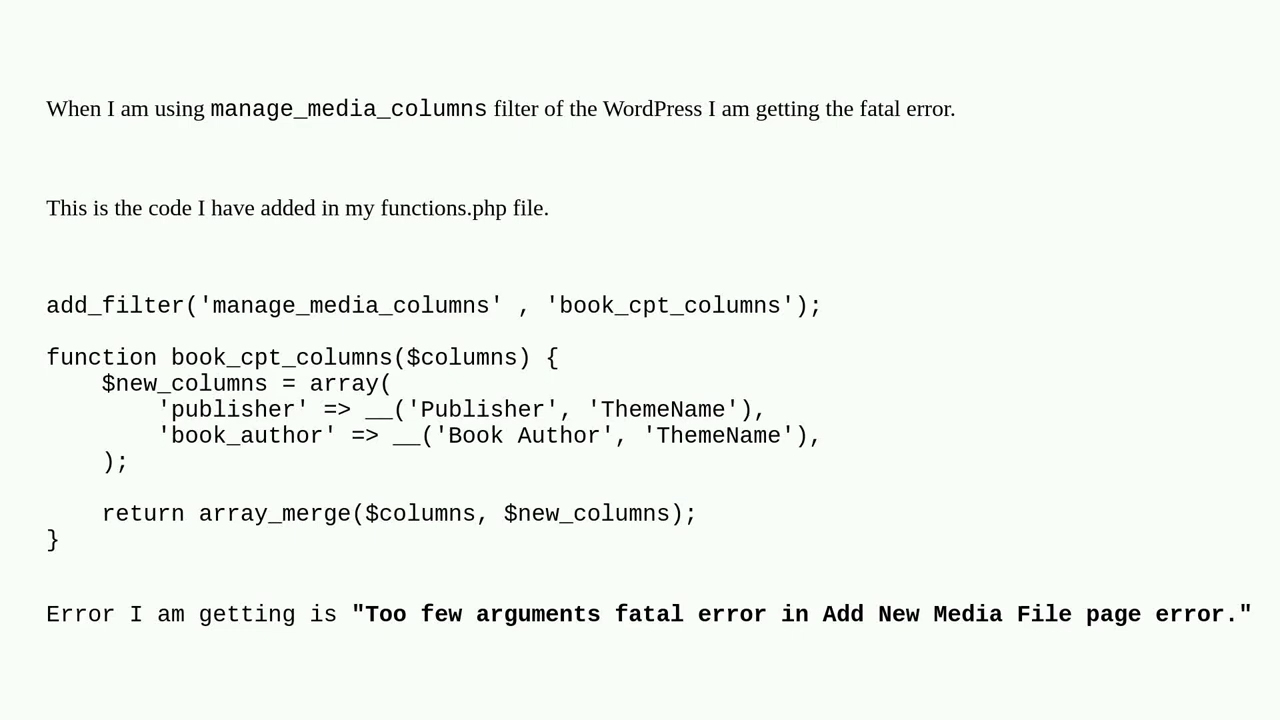 When I am using manage_media_columns filter of the WordPress I am getting the fatal error.
This is the code I have added in my functions.php file.
add_filter('manage_media_columns' , 'book_cpt_columns');
function book_cpt_columns($columns) {
    $new_columns = array(
        'publisher' => __('Publisher', 'ThemeName'),
        'book_author' => __('Book Author', 'ThemeName'),
    );
    return array_merge($columns, $new_columns);
}
Error I am getting is "Too few arguments fatal error in Add New Media File page error."